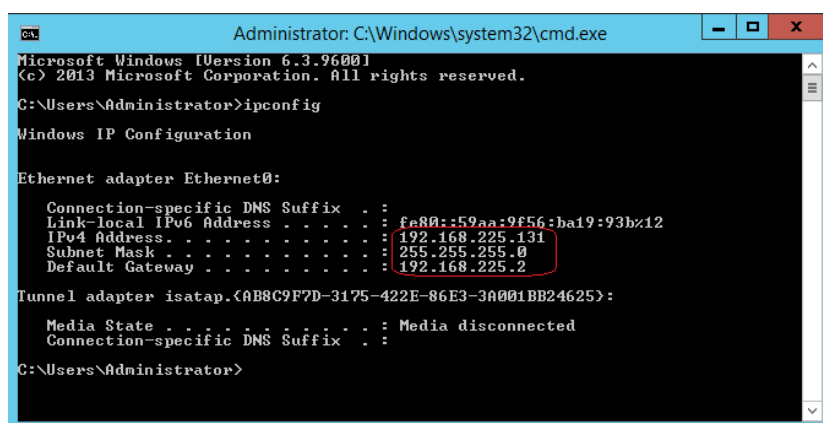 Administrator: C:\Windows\system32\cmd.exe
Microsoft Windows [Version 6.3.9600]
(c) 2013 Microsoft Corporation. All rights reserved.
C:\Users\Administrator>ipconfig
Windows IP Configuration
Ethernet adapter Ethernet0:
Connection-specific DNS Suffix . :
Link-local IPv6 Address . . . . . : fe80::59aa:9f56:ba19:93b%12
IPv4 Address. . . . . . . . . . . : 192.168.225.131
Subnet Mask . . . . . . . . . . . : 255.255.255.0
Default Gateway . . . . . . . . . : 192.168.225.2
Tunnel adapter isatap.{AB8C9F7D-3175-422E-86E3-3A001BB24625}:
Media State . . . . . . . . . . . : Media disconnected
Connection-specific DNS Suffix . :
C:\Users\Administrator>